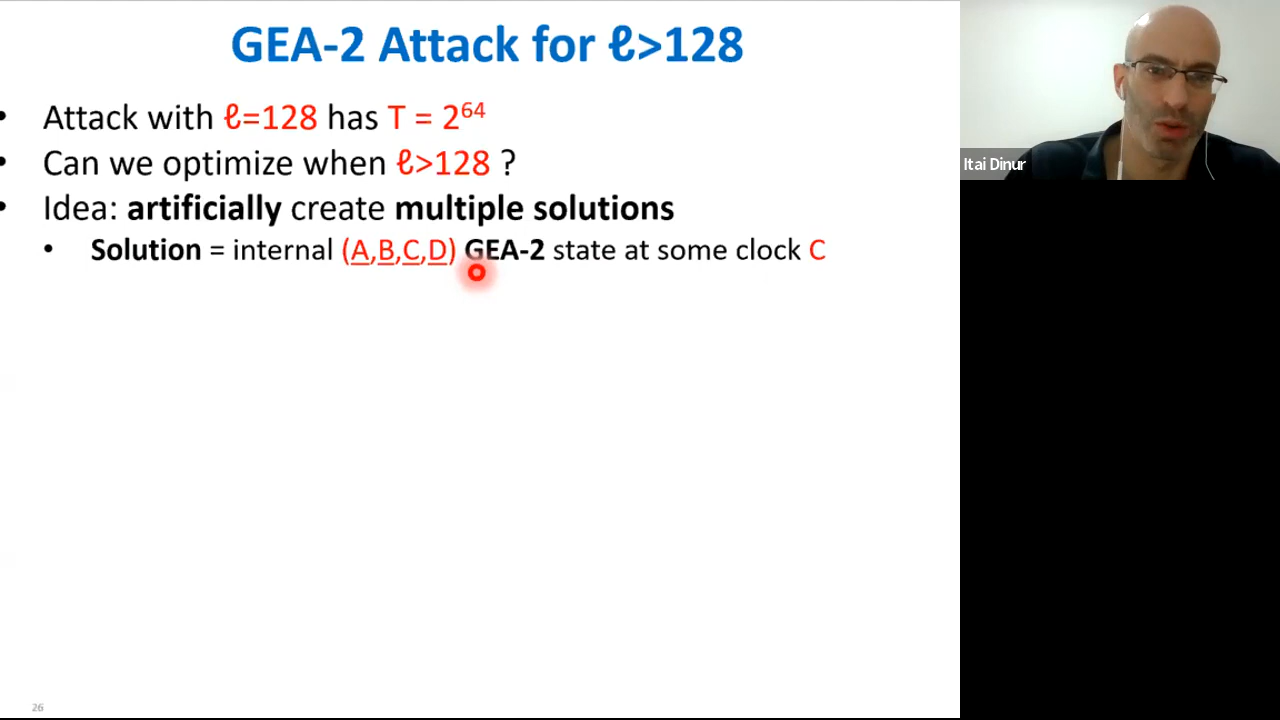 GEA-2 Attack for ℓ>128
• Attack with ℓ=128 has T = 2⁶⁴
• Can we optimize when ℓ>128 ?
• Idea: artificially create multiple solutions
• Solution = internal (A,B,C,D) GEA-2 state at some clock C
Itai Dinur
26